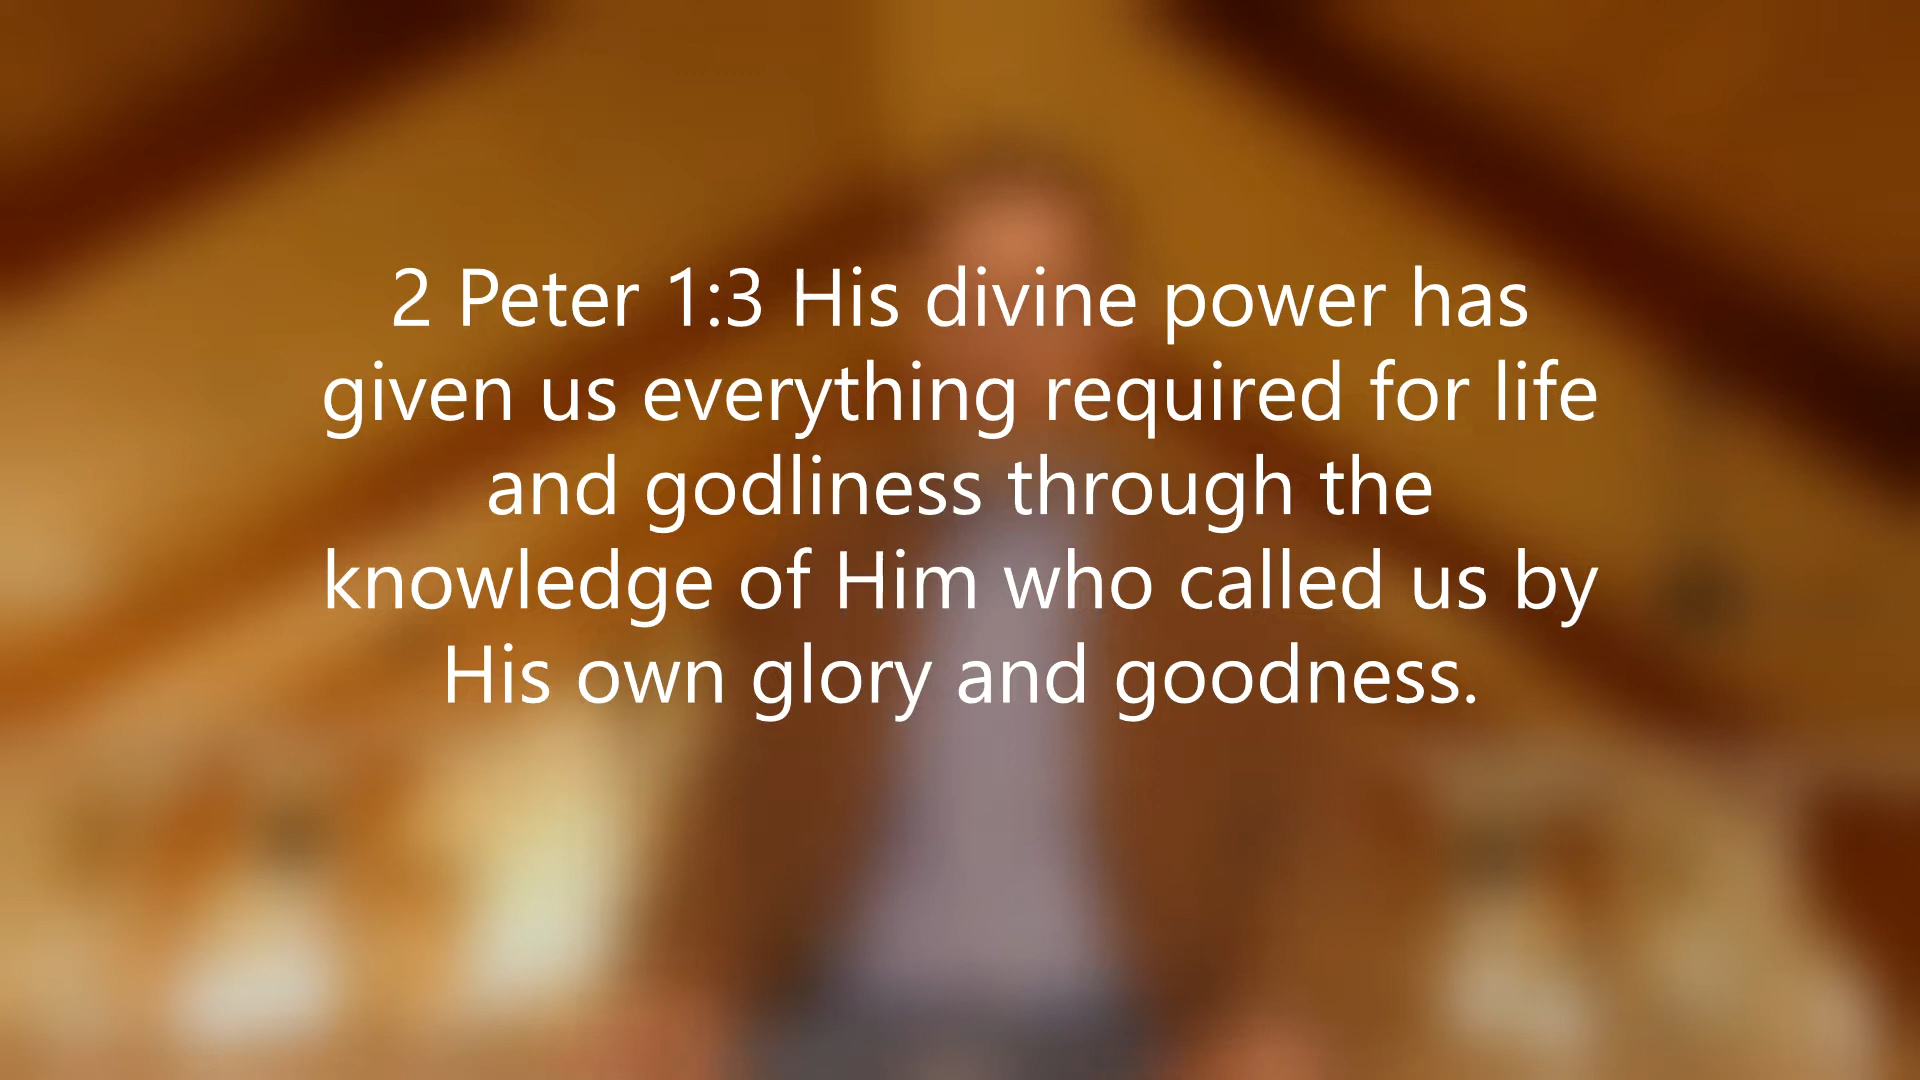 2 Peter 1:3 His divine power has
given us everything required for life
and godliness through the
knowledge of Him who called us by
His own glory and goodness.